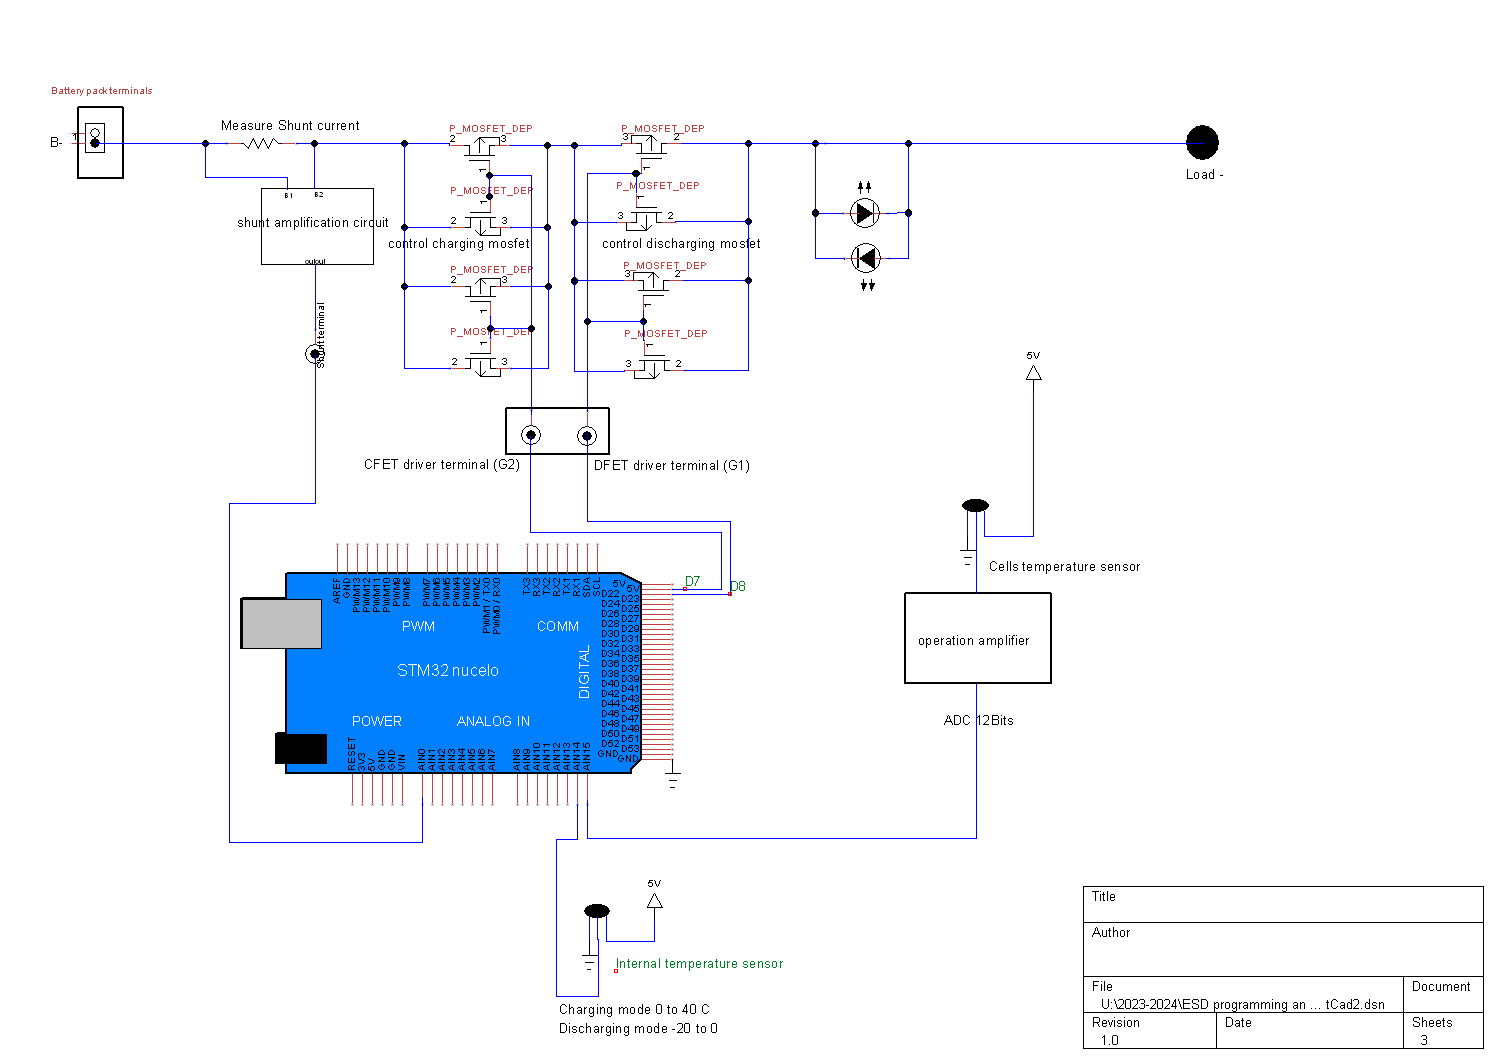 Battery pack terminals
B-
1
Measure Shunt current
P_MOSFET_DEP
2
3
1
P_MOSFET_DEP
3
2
1
Load -
B1
B2
shunt amplification circuit
output
P_MOSFET_DEP
1
2
3
P_MOSFET_DEP
1
3
2
control charging mosfet
control discharging mosfet
P_MOSFET_DEP
2
3
1
P_MOSFET_DEP
3
2
1
P_MOSFET_DEP
1
2
3
P_MOSFET_DEP
1
3
2
Shunt terminal
5V
CFET driver terminal (G2)
DFET driver terminal (G1)
Cells temperature sensor
operation amplifier
ADC 12Bits
D7
D8
AREF
GND
PWM13
PWM12
PWM11
PWM10
PWM9
PWM8
PWM7
PWM6
PWM5
PWM4
PWM3
PWM2
PWM1 / TX0
PWM0 / RX0
TX3
RX3
TX2
RX2
TX1
RX1
SDA
SCL
PWM
COMM
STM32 nucelo
DIGITAL
POWER
ANALOG IN
5V
5V
D22
D23
D24
D25
D26
D27
D28
D29
D30
D31
D32
D33
D34
D35
D36
D37
D38
D39
D40
D41
D42
D43
D44
D45
D46
D47
D48
D49
D50
D51
D52
D53
GND
GND
RESET
3V3
5V
GND
GND
VIN
AIN0
AIN1
AIN2
AIN3
AIN4
AIN5
AIN6
AIN7
AIN8
AIN9
AIN10
AIN11
AIN12
AIN13
AIN14
AIN15
5V
Internal temperature sensor
Charging mode 0 to 40 C
Discharging mode -20 to 0
Title
Author
File
U:\2023-2024\ESD programming an ... tCad2.dsn
Document
Revision
1.0
Date
Sheets
3